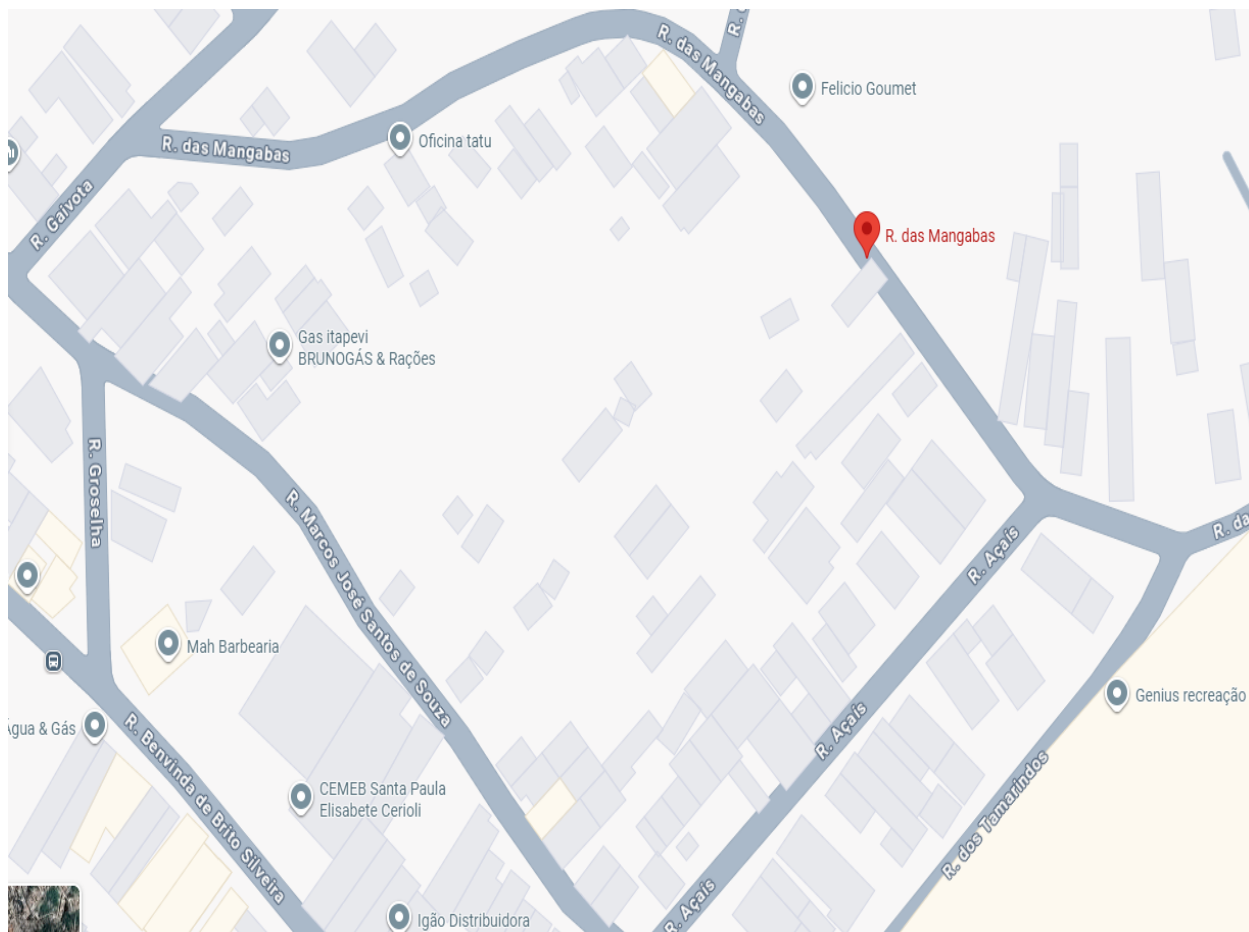 R. das Mangabas
Felicio Goumet
Oficina tatu
R. das Mangabas
R. Gaivota
R. das Mangabas
Gas itapevi
BRUNOGÁS & Rações
R. Groselha
R. Marcos José Santos de Souza
R. Açaís
R. da
Mah Barbearia
Genius recreação
Água & Gás
R. Benvinda de Brito Silveira
R. Açaís
CEMEB Santa Paula
Elisabete Cerioli
R. dos Tamarindos
R. Açaís
Igão Distribuidora